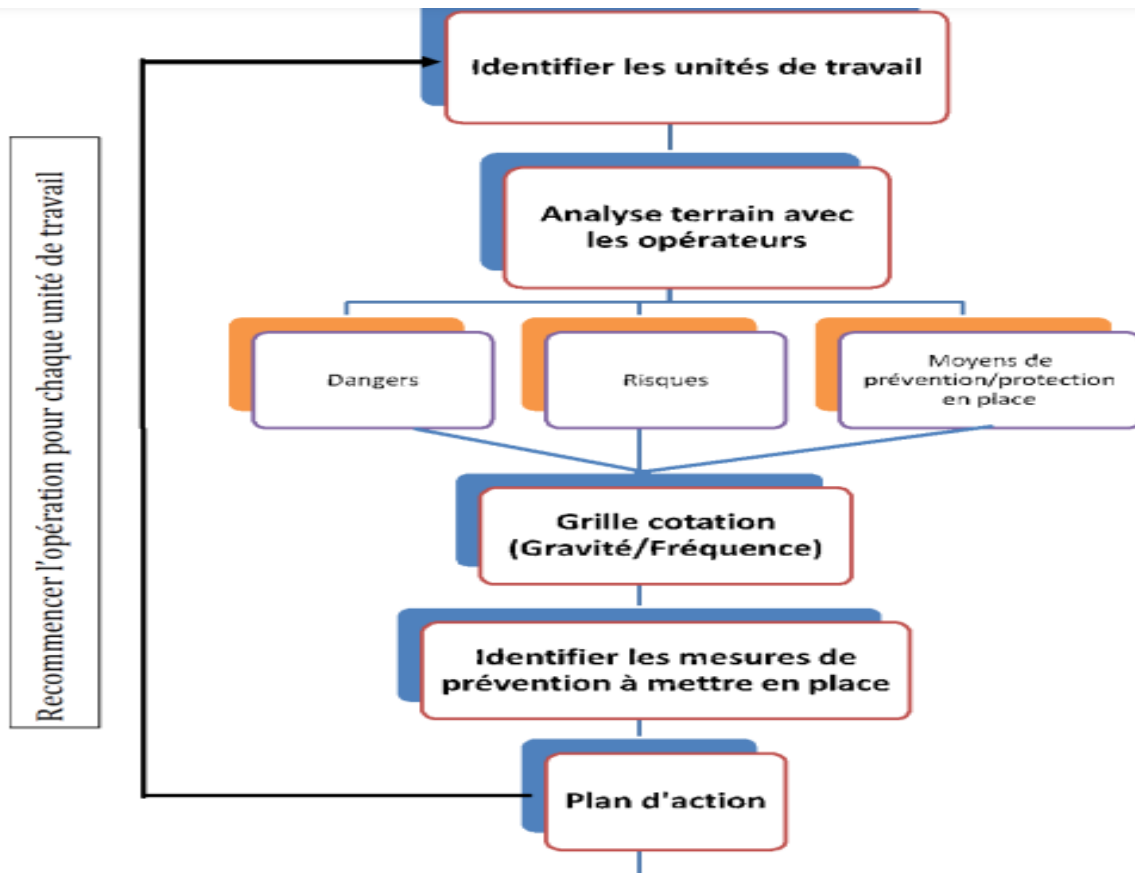 Identifier les unités de travail
Analyse terrain avec
les opérateurs
Dangers
Risques
Moyens de
prévention/protection
en place
Grille cotation
(Gravité/Fréquence)
Identifier les mesures de
prévention à mettre en place
Plan d'action
Recommencer l'opération pour chaque unité de travail